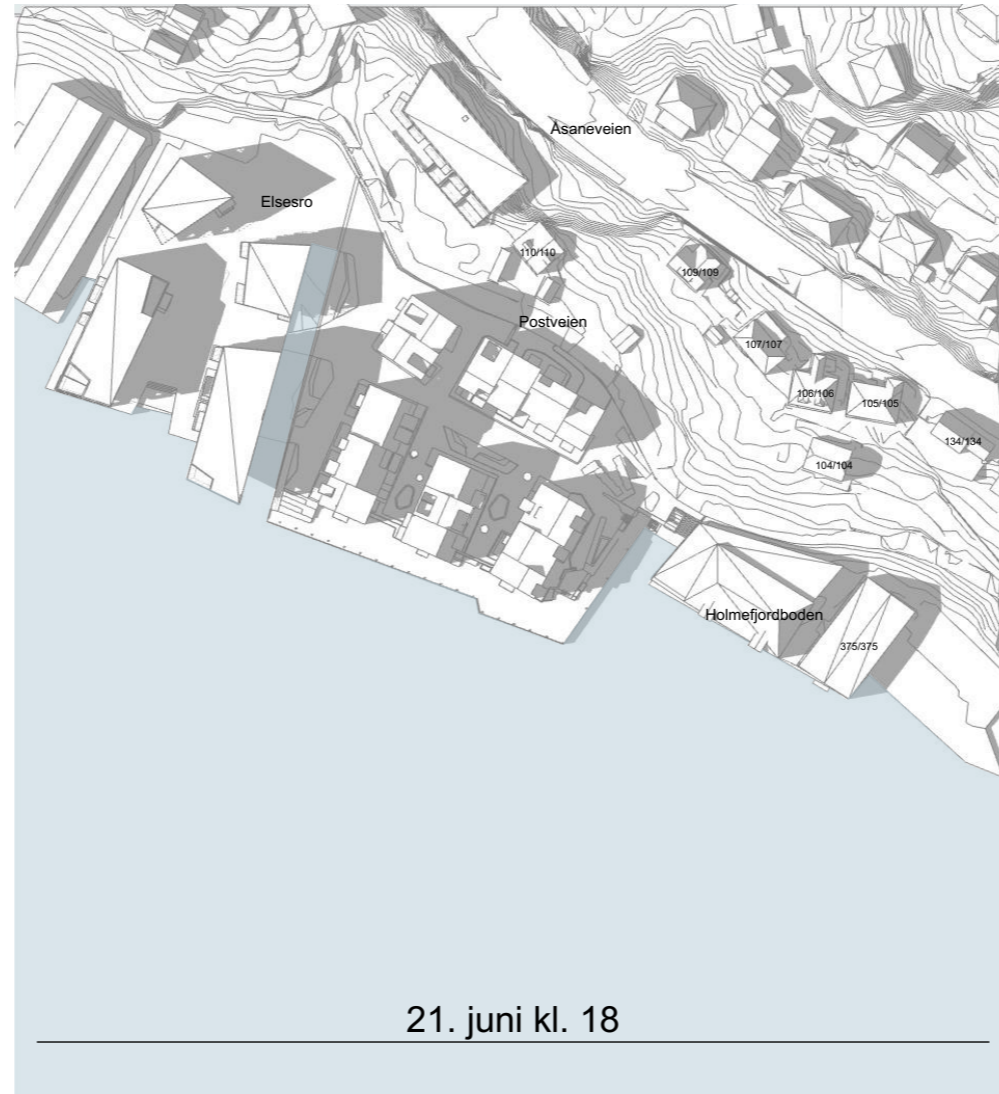 Åsaneveien
Elsesro
110/110
109/109
Postveien
107/107
106/106
105/105
134/134
104/104
Holmefjordboden
375/375
21. juni kl. 18